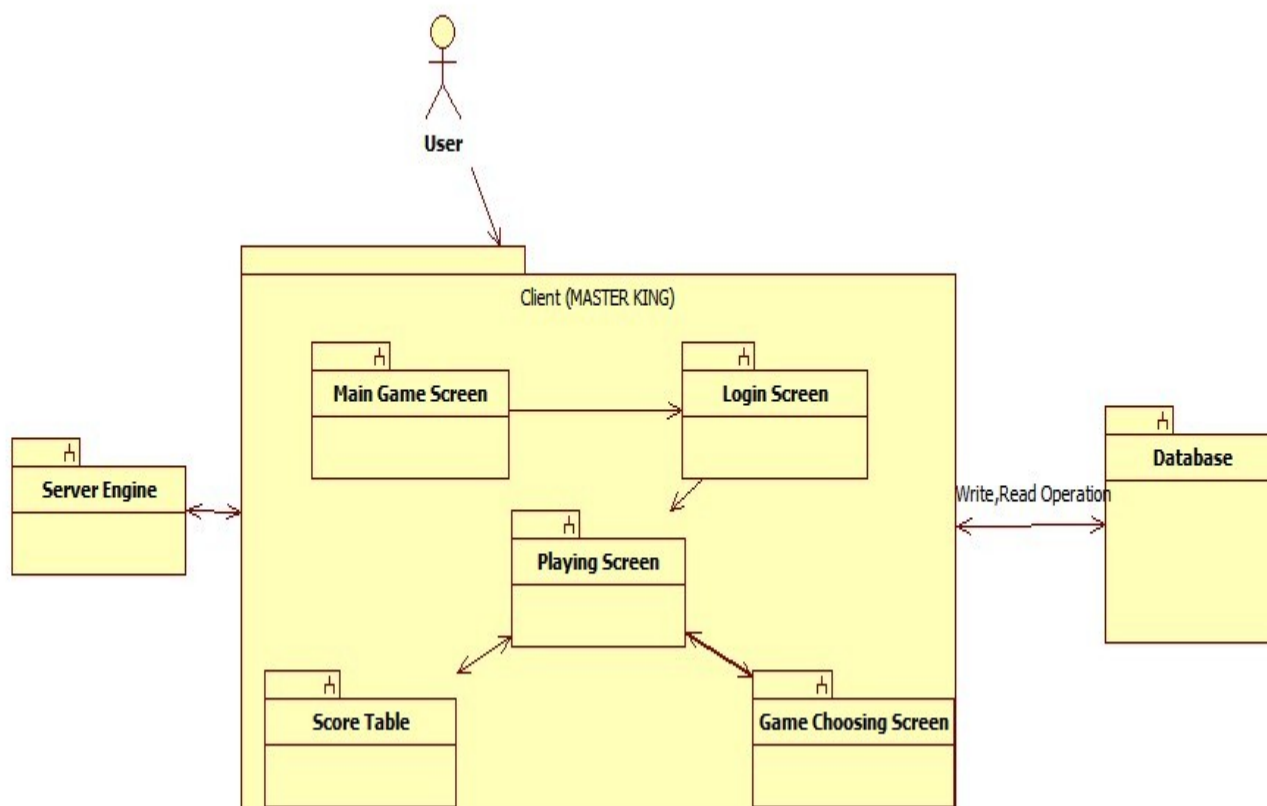 User
Client (MASTER KING)
Main Game Screen
Login Screen
Server Engine
Database
Write,Read Operation
Playing Screen
Score Table
Game Choosing Screen